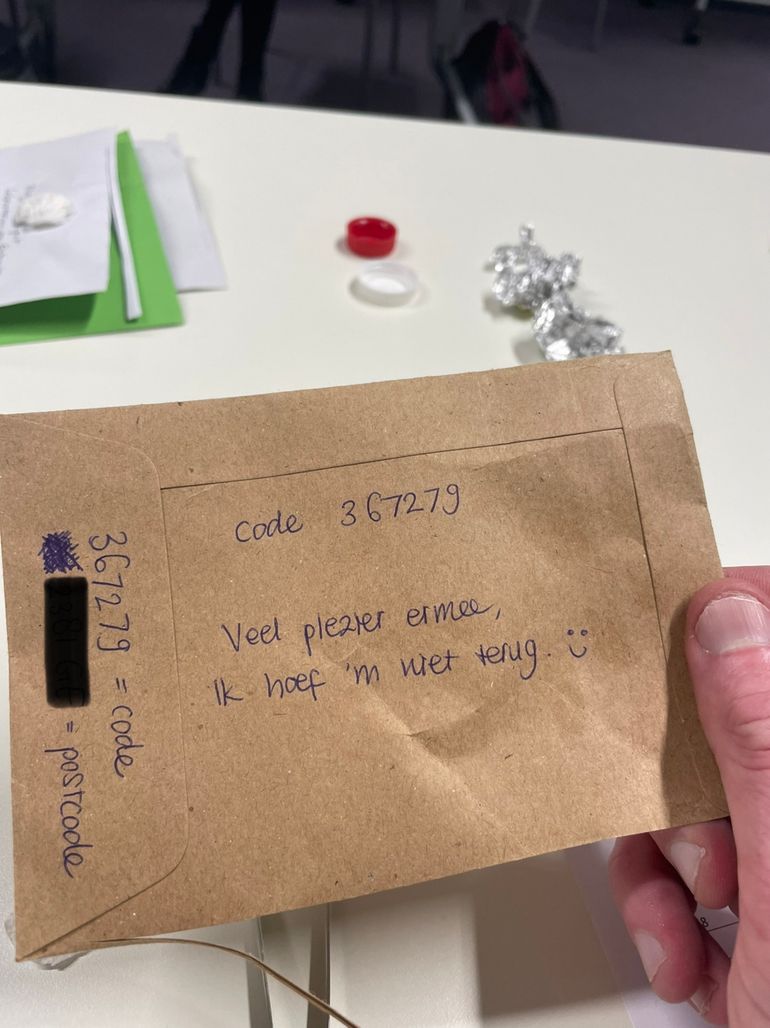 code 367279
Veel plezier ermee,
Ik hoef 'm niet terug. :)
367279 = code
= postcode